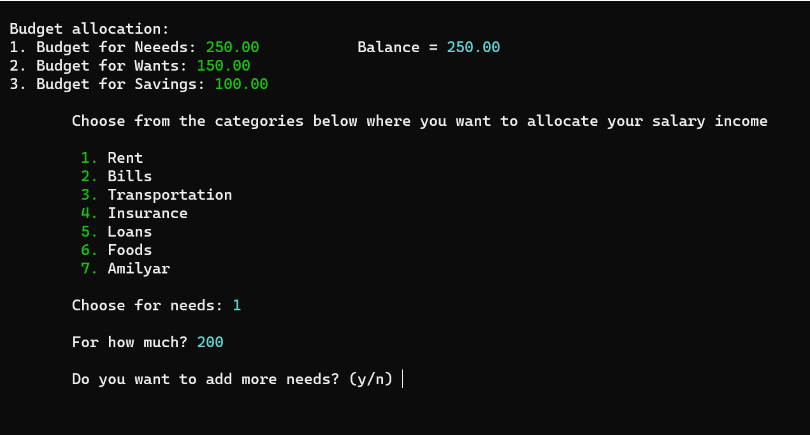 Budget allocation:
1. Budget for Neeeds: 250.00 Balance = 250.00
2. Budget for Wants: 150.00
3. Budget for Savings: 100.00
Choose from the categories below where you want to allocate your salary income
1. Rent
2. Bills
3. Transportation
4. Insurance
5. Loans
6. Foods
7. Amilyar
Choose for needs: 1
For how much? 200
Do you want to add more needs? (y/n)